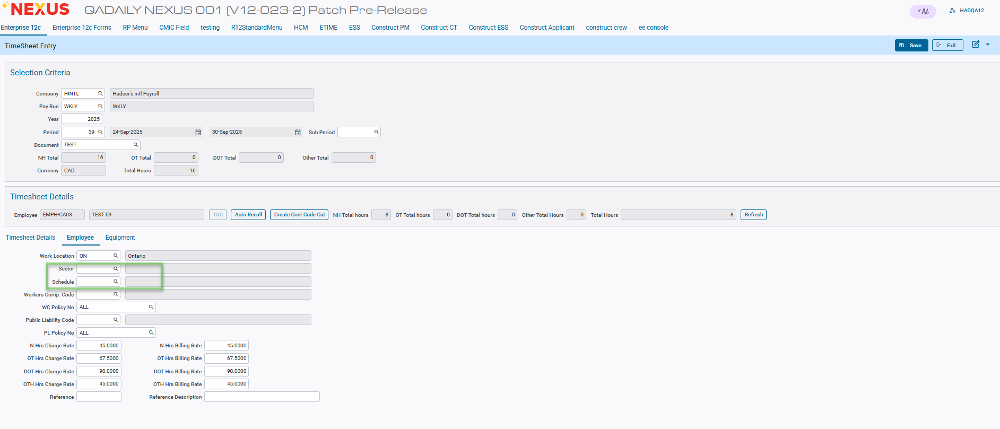 NEXUS QADAILY NEXUS 001 (V12-023-2) Patch Pre-Release AI HADQA12
Enterprise 12c Enterprise 12c Forms RP Menu CMiC Field testing R12StandardMenu HCM ETIME ESS Construct PM Construct CT Construct ESS Construct Applicant construct crew ee console
TimeSheet Entry Save Exit
Selection Criteria
Company HINTL Hadeer's intl Payroll
Pay Run WKLY WKLY
Year 2025
Period 39 24-Sep-2025 30-Sep-2025 Sub Period
Document TEST
NH Total 16 OT Total 0 DOT Total 0 Other Total 0
Currency CAD Total Hours 16
Timesheet Details
Employee EMPH-CA03 TEST 03 TAC Auto Recall Create Cost Code Cat NH Total hours 8 OT Total hours 0 DOT Total hours 0 Other Total Hours 0 Total Hours 8 Refresh
Timesheet Details Employee Equipment
Work Location ON Ontario
Sector
Schedule
Workers Comp. Code
WC Policy No ALL
Public Liability Code
PL Policy No ALL
N.Hrs Charge Rate 45.0000 N.Hrs Billing Rate 45.0000
OT Hrs Charge Rate 67.5000 OT Hrs Billing Rate 67.5000
DOT Hrs Charge Rate 90.0000 DOT Hrs Billing Rate 90.0000
OTH Hrs Charge Rate 45.0000 OTH Hrs Billing Rate 45.0000
Reference Reference Description